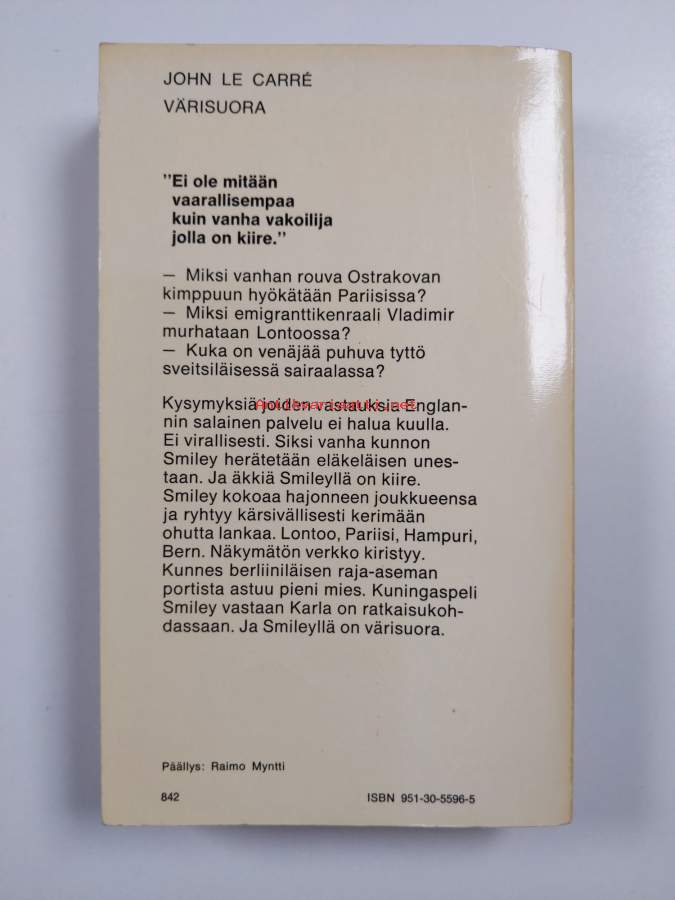 JOHN LE CARRÉ
VÄRISUORA
"Ei ole mitään
vaarallisempaa
kuin vanha vakoilija
jolla on kiire."
— Miksi vanhan rouva Ostrakovan
kimppuun hyökätään Pariisissa?
— Miksi emigranttikenraali Vladimir
murhataan Lontoossa?
— Kuka on venäjää puhuva tyttö
sveitsiläisessä sairaalassa?
Kysymyksiä joiden vastauksia Englan-
Antikvariaatti.net
nin salainen palvelu ei halua kuulla.
Ei virallisesti. Siksi vanha kunnon
Smiley herätetään eläkeläisen unes-
taan. Ja äkkiä Smileyllä on kiire.
Smiley kokoaa hajonneen joukkueensa
ja ryhtyy kärsivällisesti kerimään
ohutta lankaa. Lontoo, Pariisi, Hampuri,
Bern. Näkymätön verkko kiristyy.
Kunnes berliiniläisen raja-aseman
portista astuu pieni mies. Kuningaspeli
Smiley vastaan Karla on ratkaisukoh-
dassaan. Ja Smileyllä on värisuora.
Päällys: Raimo Myntti
842
ISBN 951-30-5596-5